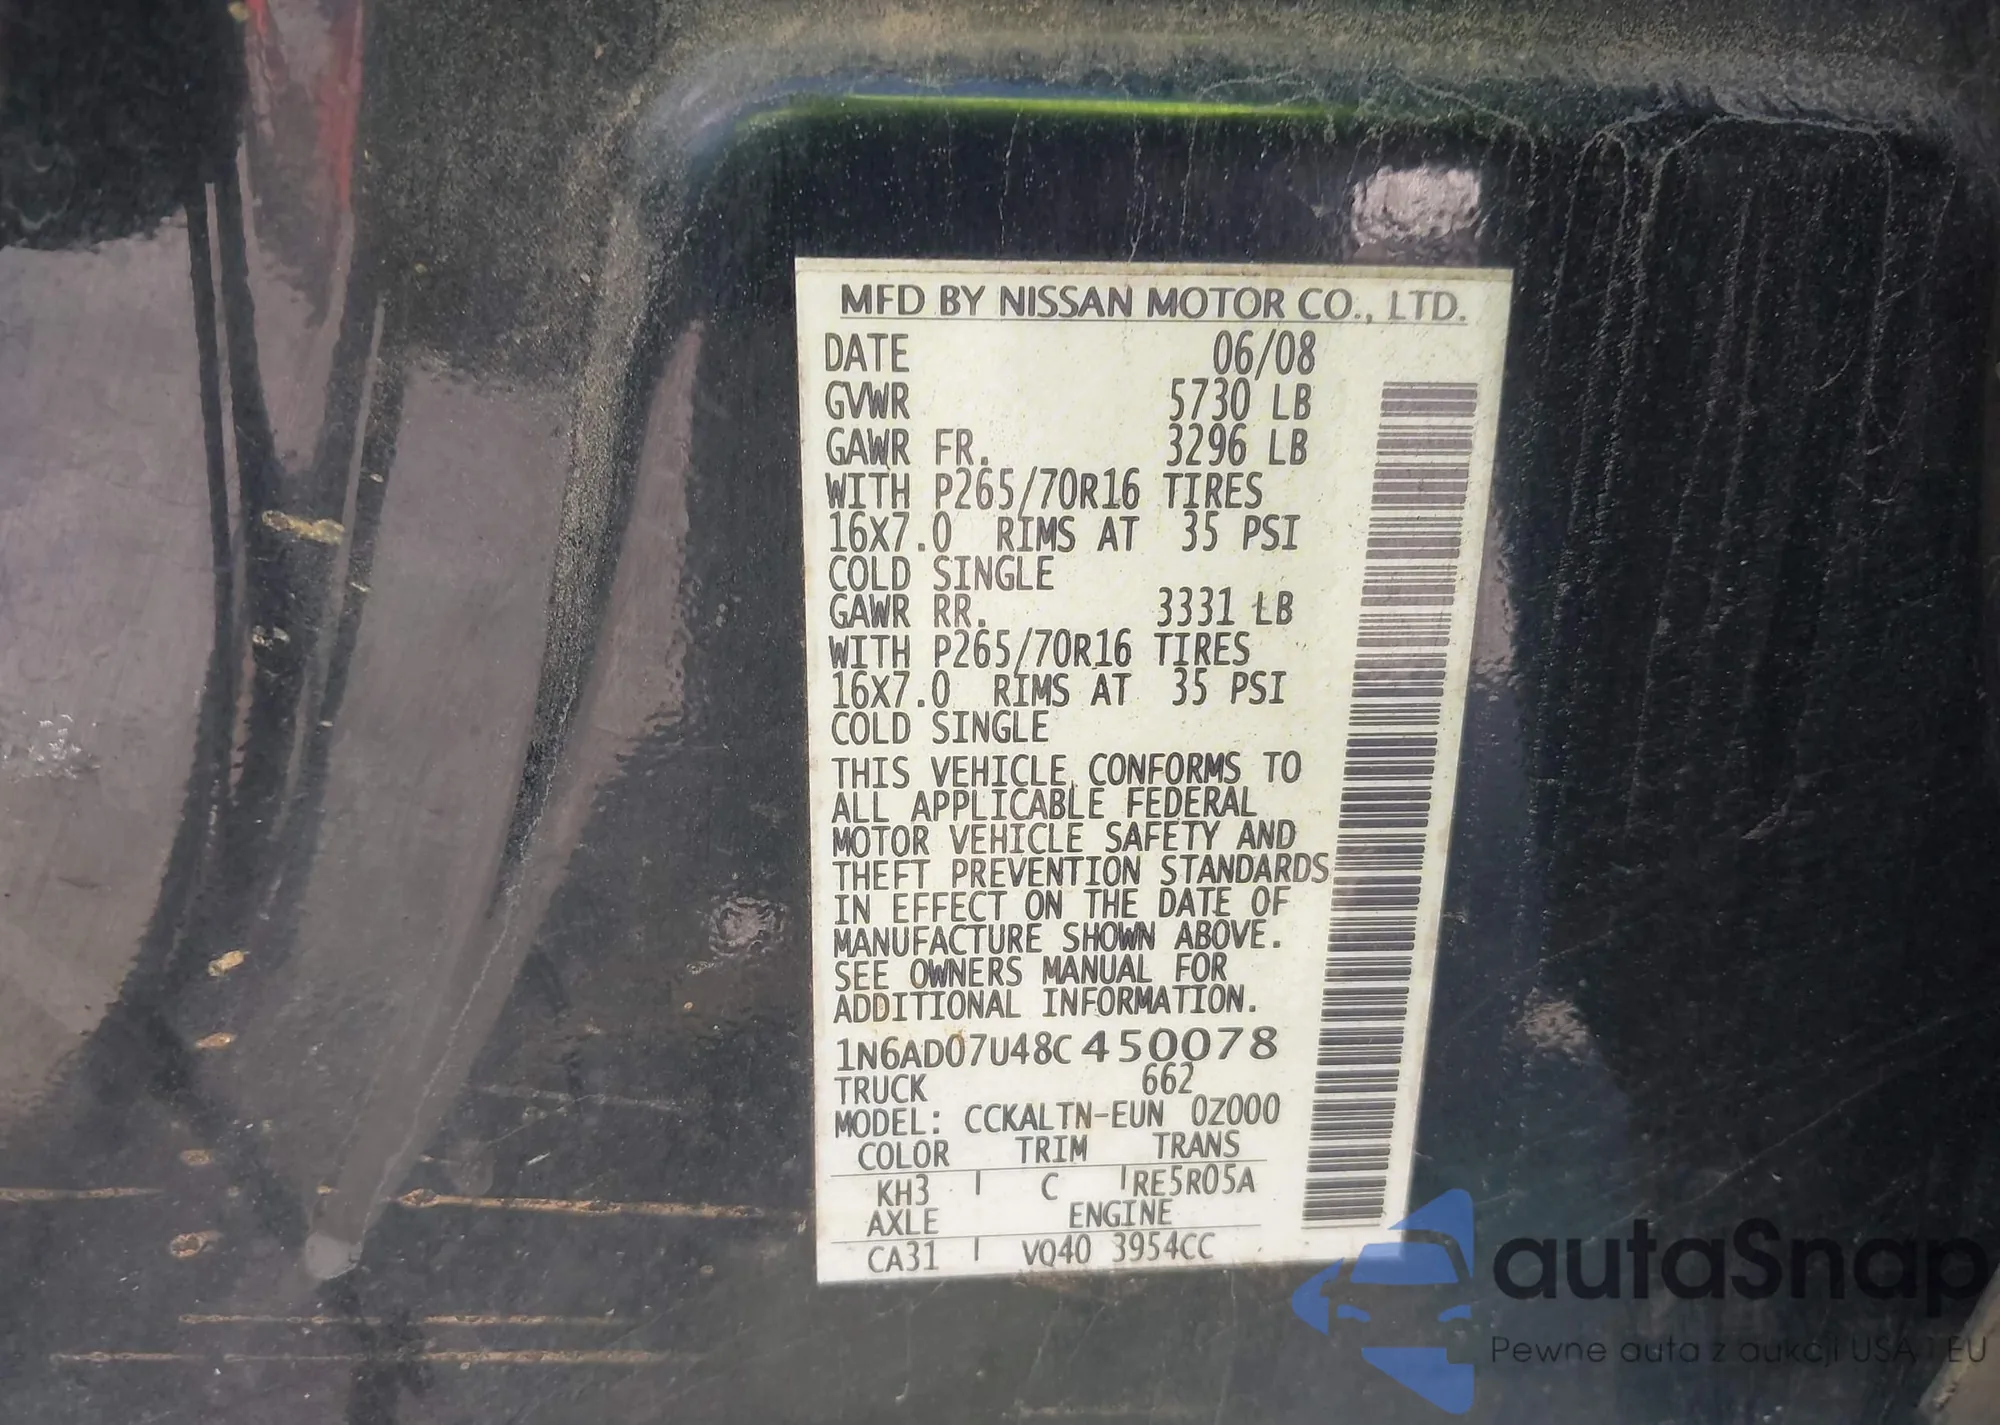 MFD BY NISSAN MOTOR CO., LTD.
DATE 06/08
GVWR 5730 LB
GAWR FR. 3296 LB
WITH P265/70R16 TIRES
16X7.0 RIMS AT 35 PSI
COLD SINGLE
GAWR RR. 3331 LB
WITH P265/70R16 TIRES
16X7.0 RIMS AT 35 PSI
COLD SINGLE
THIS VEHICLE CONFORMS TO
ALL APPLICABLE FEDERAL
MOTOR VEHICLE SAFETY AND
THEFT PREVENTION STANDARDS
IN EFFECT ON THE DATE OF
MANUFACTURE SHOWN ABOVE.
SEE OWNERS MANUAL FOR
ADDITIONAL INFORMATION.
1N6AD07U48C450078
TRUCK 662
MODEL: CCKALTN-EUN 0Z000
COLOR TRIM TRANS
KH3 C RE5R05A
AXLE ENGINE
CA31 VQ40 3954CC
autaSnap
Pewne auta z aukcji USA i EU